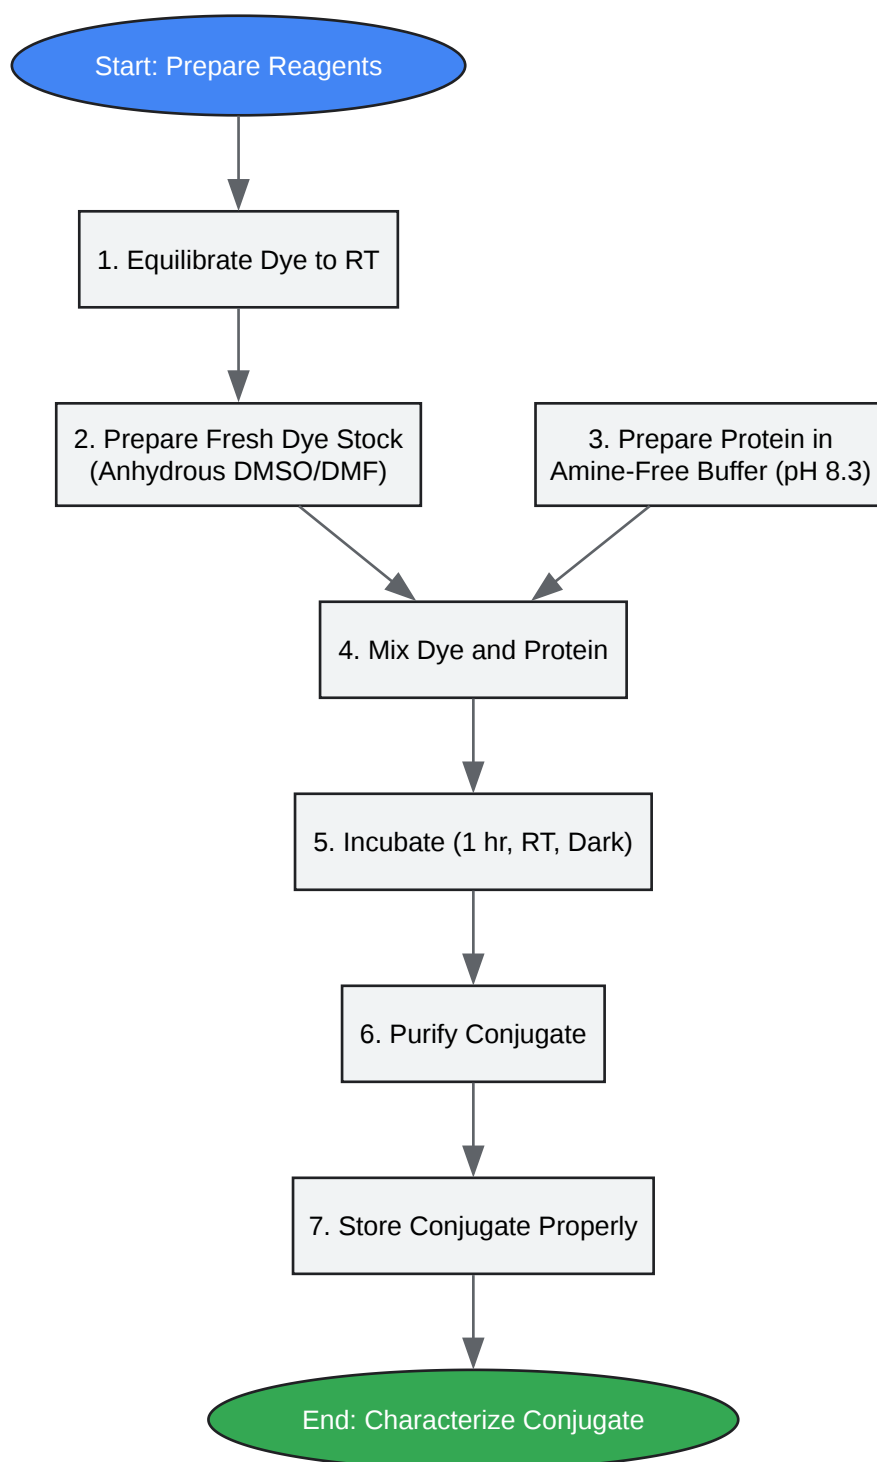 Start: Prepare Reagents
1. Equilibrate Dye to RT
2. Prepare Fresh Dye Stock
(Anhydrous DMSO/DMF)
3. Prepare Protein in
Amine-Free Buffer (pH 8.3)
4. Mix Dye and Protein
5. Incubate (1 hr, RT, Dark)
6. Purify Conjugate
7. Store Conjugate Properly
End: Characterize Conjugate